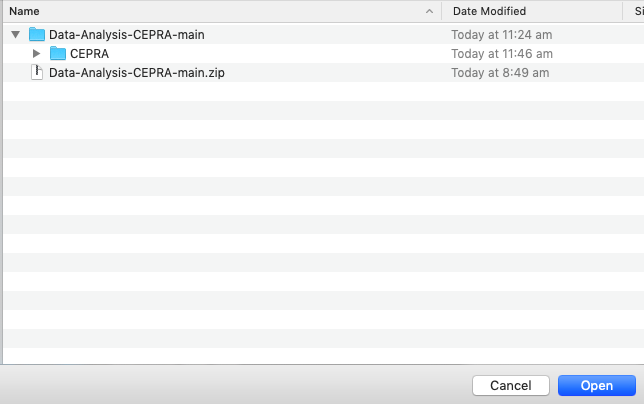 Name Date Modified Si
Data-Analysis-CEPRA-main Today at 11:24 am
CEPRA Today at 11:46 am
Data-Analysis-CEPRA-main.zip Today at 8:49 am
Cancel Open